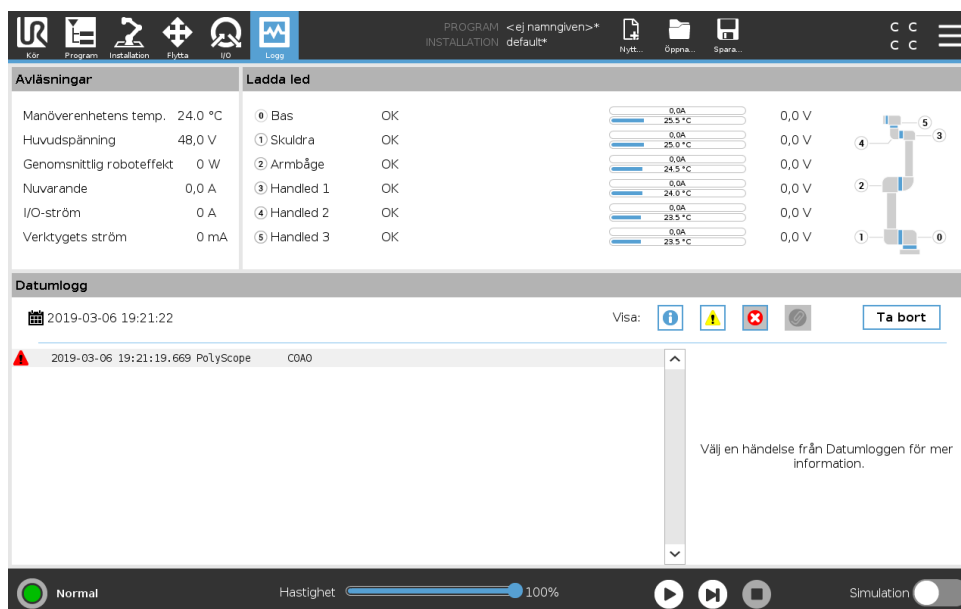 UR
Kör
Program
Installation
Flytta
I/O
Logg
PROGRAM <ej namngiven>*
INSTALLATION default*
Nytt...
Öppna...
Spara...
C C
C C
Avläsningar
Manöverenhetens temp. 24.0 °C
Huvudspänning 48,0 V
Genomsnittlig roboteffekt 0 W
Nuvarande 0,0 A
I/O-ström 0 A
Verktygets ström 0 mA
Ladda led
0 Bas OK 0,0A 25.5 °C 0,0 V
1 Skuldra OK 0,0A 25.0 °C 0,0 V
2 Armbåge OK 0,0A 24.5 °C 0,0 V
3 Handled 1 OK 0,0A 24.0 °C 0,0 V
4 Handled 2 OK 0,0A 23.5 °C 0,0 V
5 Handled 3 OK 0,0A 23.5 °C 0,0 V
5
4 3
2
1 0
Datumlogg
2019-03-06 19:21:22
Visa:
Ta bort
2019-03-06 19:21:19.669 PolyScope C0A0
Välj en händelse från Datumloggen för mer
information.
Normal
Hastighet 100%
Simulation